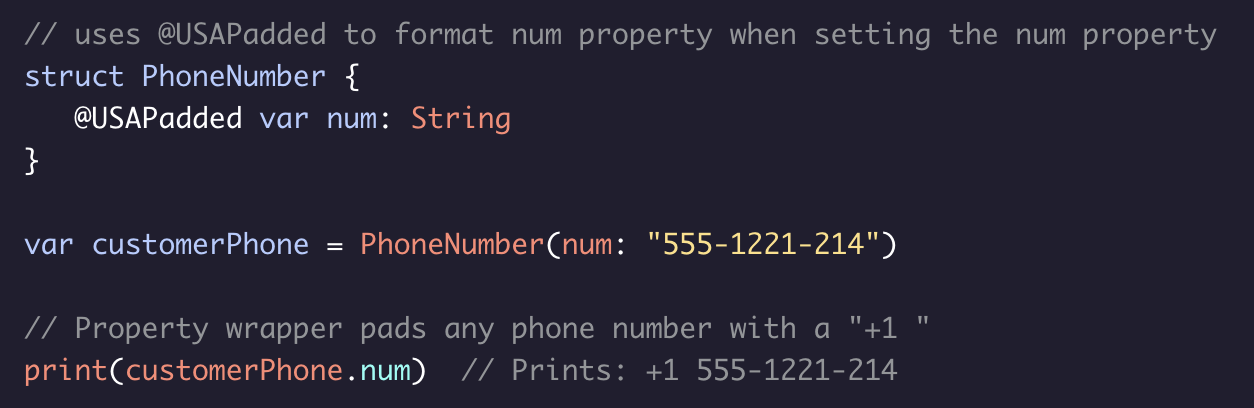 // uses @USAPadded to format num property when setting the num property
struct PhoneNumber {
   @USAPadded var num: String
}

var customerPhone = PhoneNumber(num: "555-1221-214")

// Property wrapper pads any phone number with a "+1 "
print(customerPhone.num)  // Prints: +1 555-1221-214